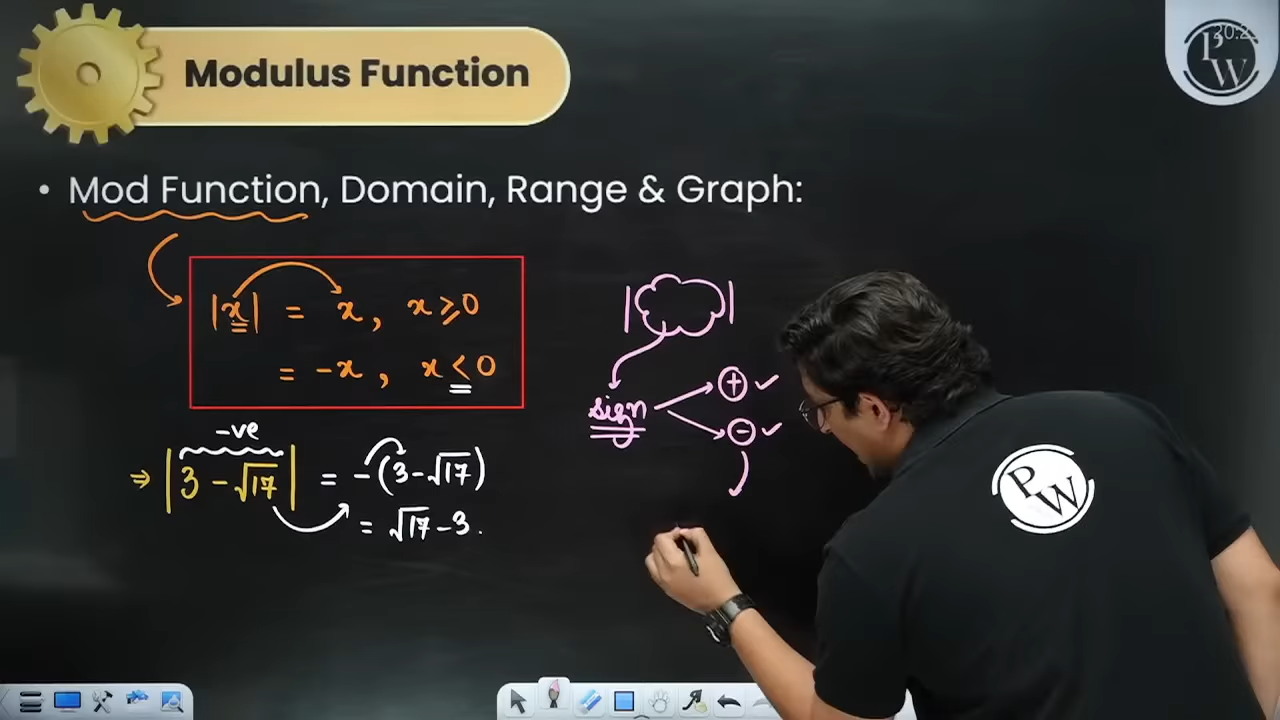 Modulus Function
• Mod Function, Domain, Range & Graph:
|x| = x, x ≥ 0
= -x, x < 0
-ve
⇒ |3 - √17| = -(3 - √17)
= √17 - 3.
| |
sign
+ ✓
- ✓
PW
PW